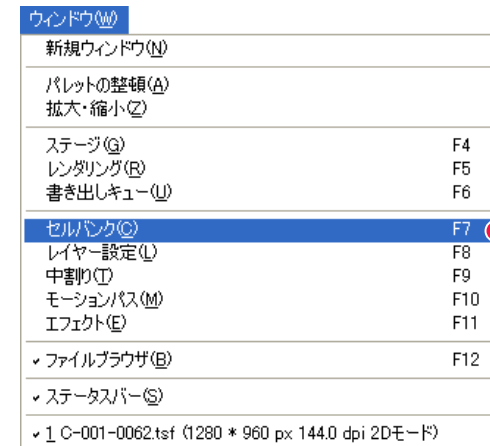 ウィンドウ(W)
新規ウィンドウ(N)
パレットの整頓(A)
拡大・縮小(Z)
ステージ(G) F4
レンダリング(R) F5
書き出しキュー(U) F6
セルバンク(C) F7
レイヤー設定(L) F8
中割り(T) F9
モーションパス(M) F10
エフェクト(E) F11
ファイルブラウザ(B) F12
ステータスバー(S)
1 C-001-0062.tsf (1280 * 960 px 144.0 dpi 2Dモード)